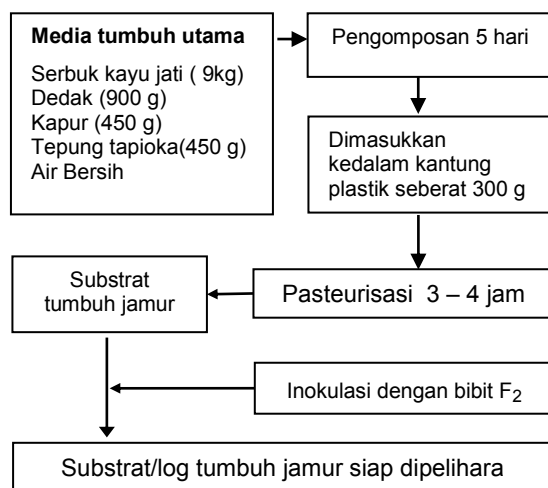 Media tumbuh utama
Serbuk kayu jati ( 9kg)
Dedak (900 g)
Kapur (450 g)
Tepung tapioka(450 g)
Air Bersih
Pengomposan 5 hari
Dimasukkan
kedalam kantung
plastik seberat 300 g
Pasteurisasi 3 – 4 jam
Substrat
tumbuh jamur
Inokulasi dengan bibit F₂
Substrat/log tumbuh jamur siap dipelihara